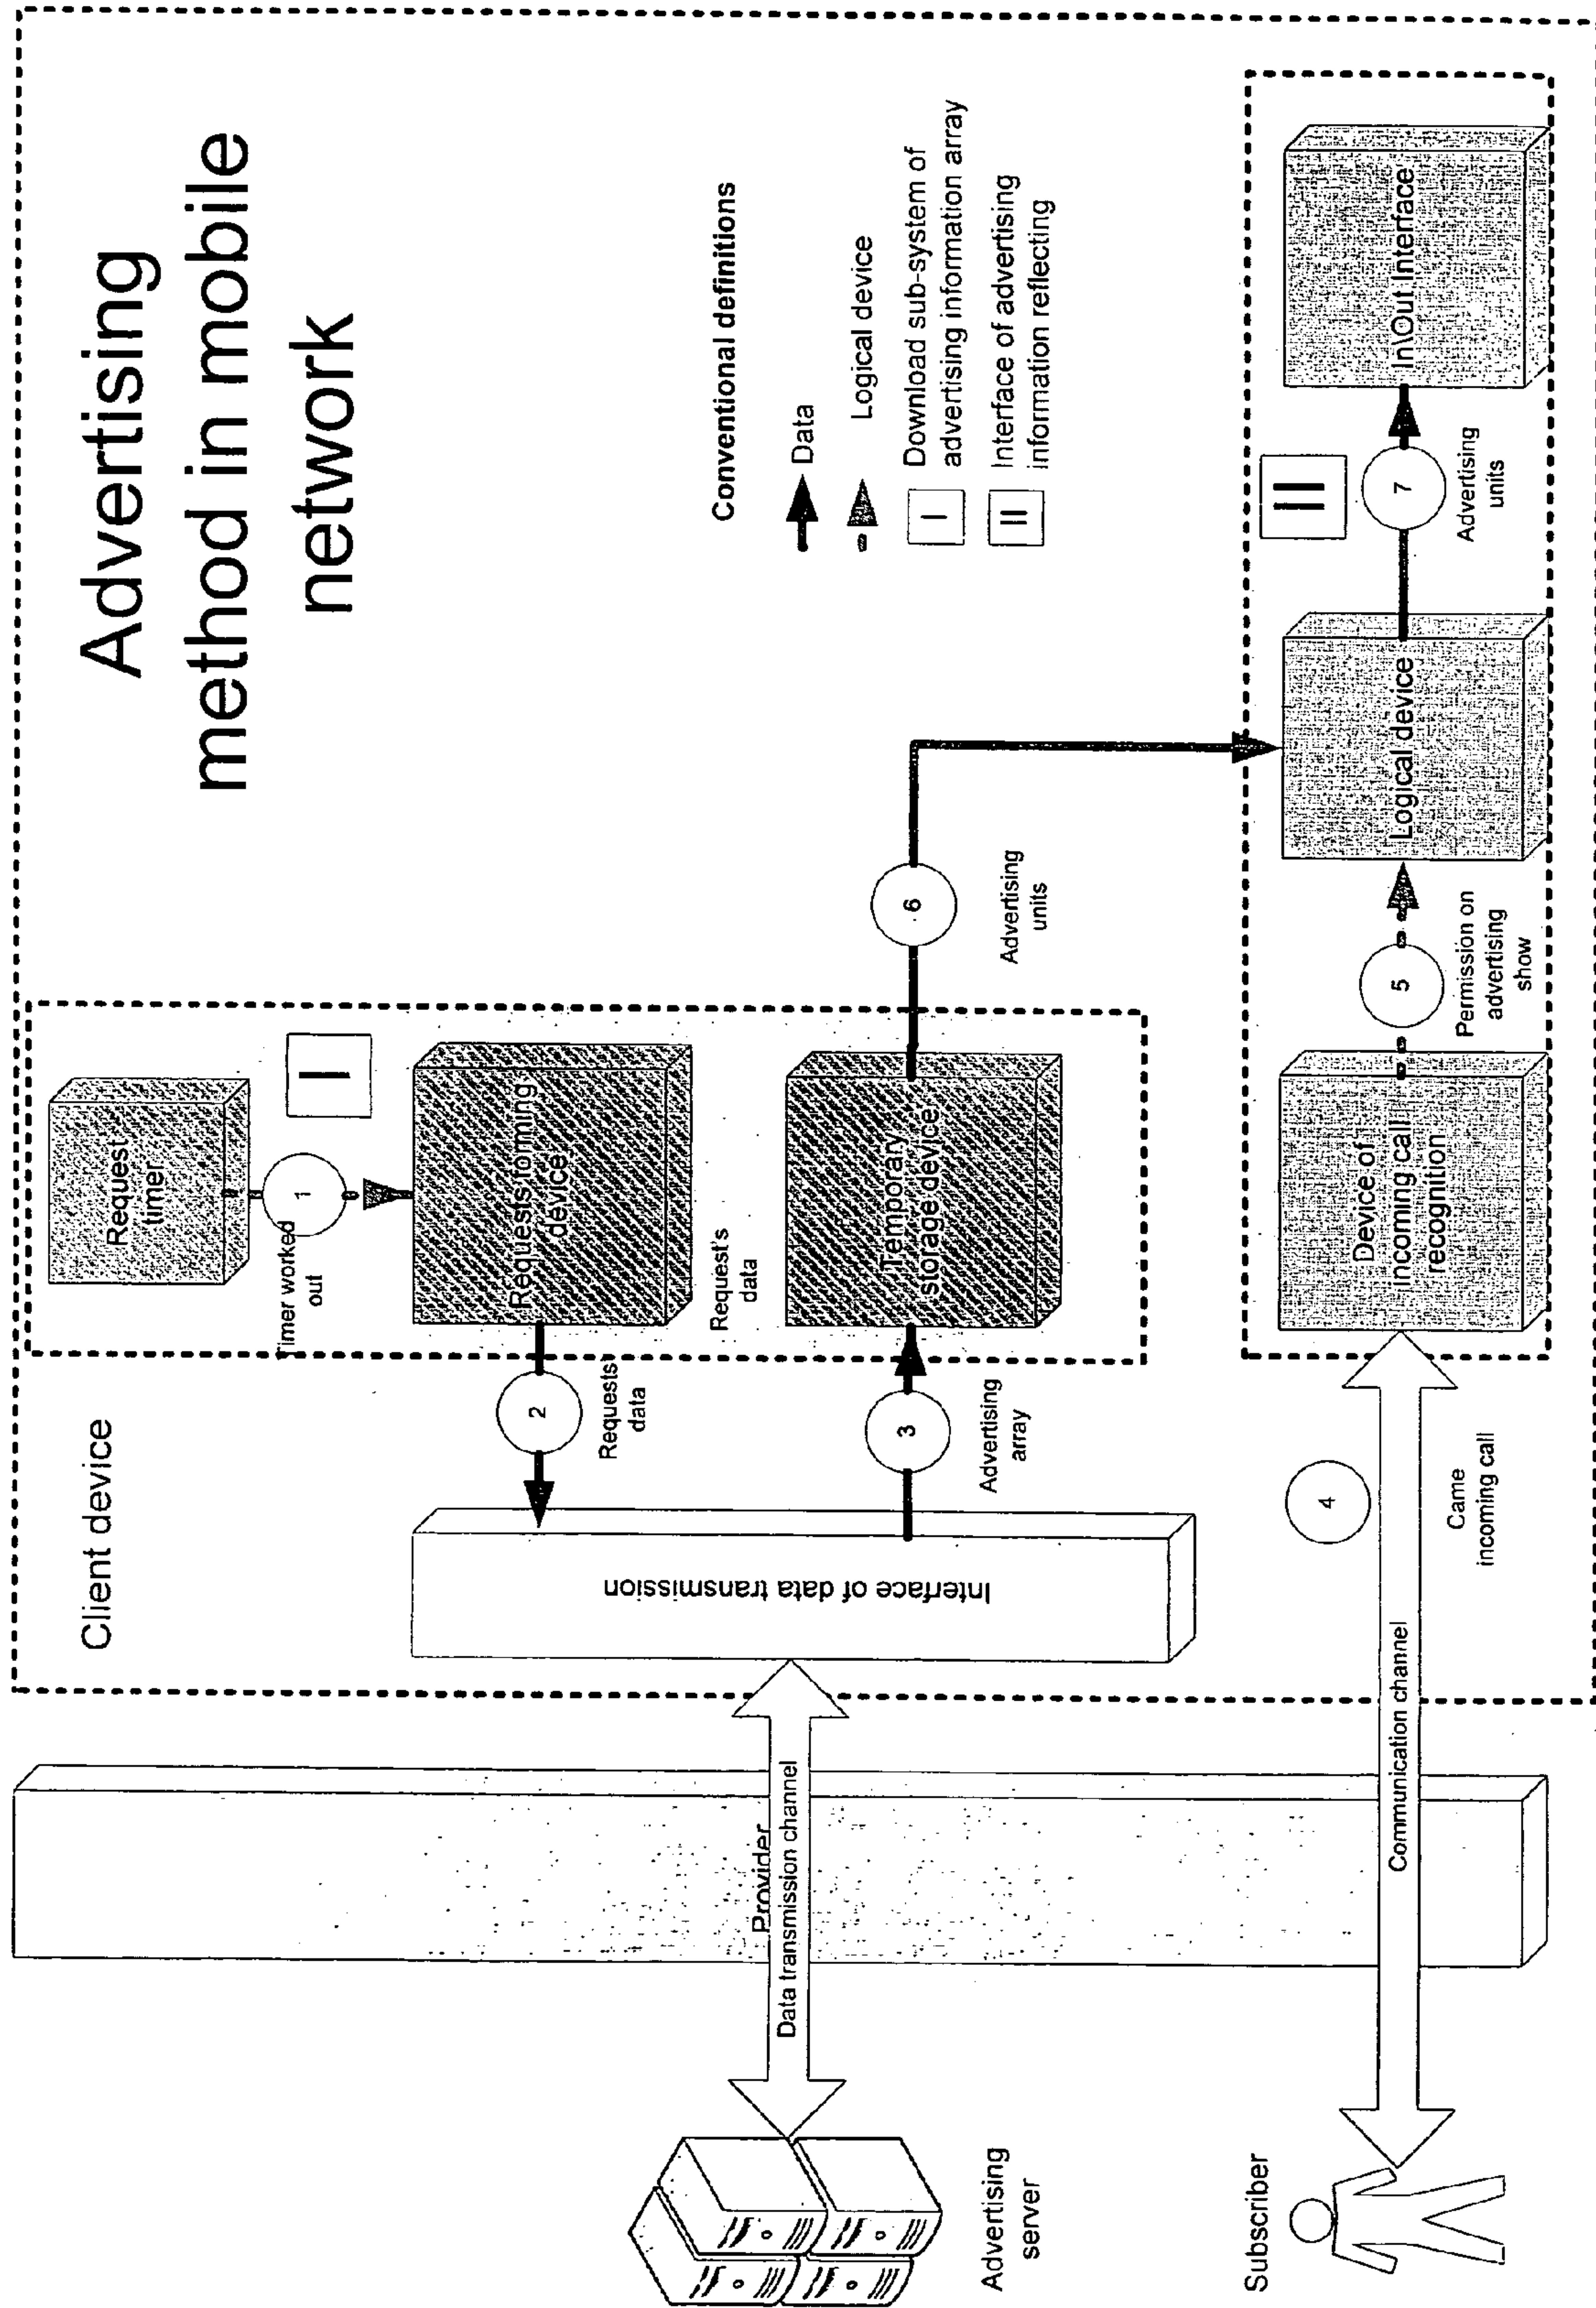 Advertising
method in mobile
network
Client device
Request
timer
1
Timer worked
out
I
Requests forming
device
2
Requests
data
Request's
data
Temporary
storage device
3
Advertising
array
Interface of data transmission
6
Advertising
units
Conventional definitions
Data
Logical device
I
Download sub-system of
advertising information array
II
Interface of advertising
information reflecting
Provider
Data transmission channel
Advertising
server
Subscriber
Communication channel
4
Came
incoming call
Device of
incoming call
recognition
5
Permission on
advertising
show
Logical device
II
7
Advertising
units
In\Out Interface